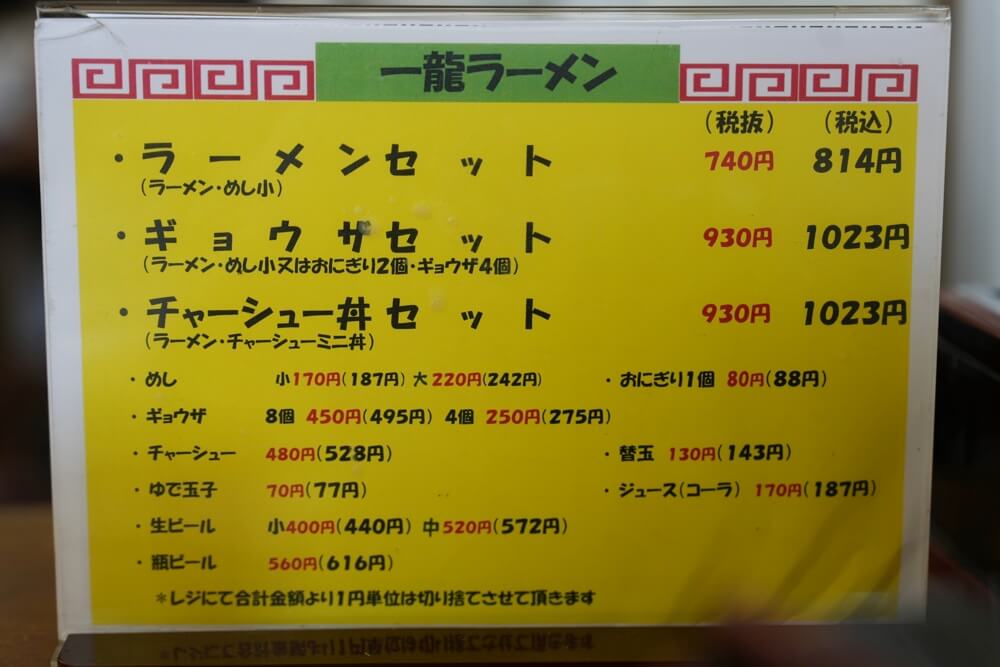 一龍ラーメン
(税抜) (税込)
・ラーメンセット 740円 814円
(ラーメン・めし小)
・ギョウザセット 930円 1023円
(ラーメン・めし小又はおにぎり2個・ギョウザ4個)
・チャーシュー丼セット 930円 1023円
(ラーメン・チャーシューミニ丼)
・めし 小170円(187円) 大220円(242円) ・おにぎり1個 80円(88円)
・ギョウザ 8個 450円(495円) 4個 250円(275円)
・チャーシュー 480円(528円) ・替玉 130円(143円)
・ゆで玉子 70円(77円) ・ジュース(コーラ) 170円(187円)
・生ビール 小400円(440円) 中520円(572円)
・瓶ビール 560円(616円)
*レジにて合計金額より1円単位は切り捨てさせて頂きます